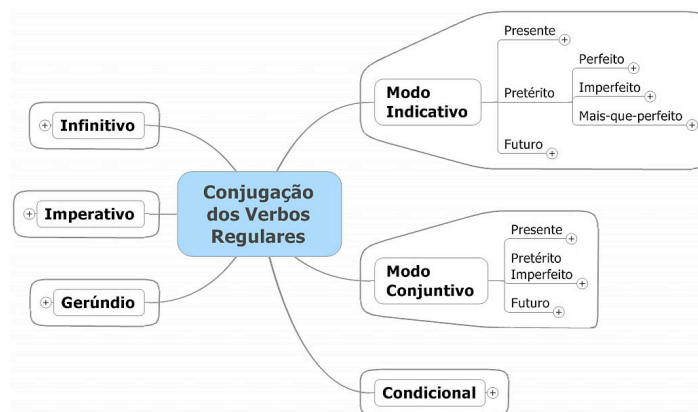 Conjugação
dos Verbos
Regulares
Infinitivo
Imperativo
Gerúndio
Modo
Indicativo
Presente
Pretérito
Perfeito
Imperfeito
Mais-que-perfeito
Futuro
Modo
Conjuntivo
Presente
Pretérito
Imperfeito
Futuro
Condicional